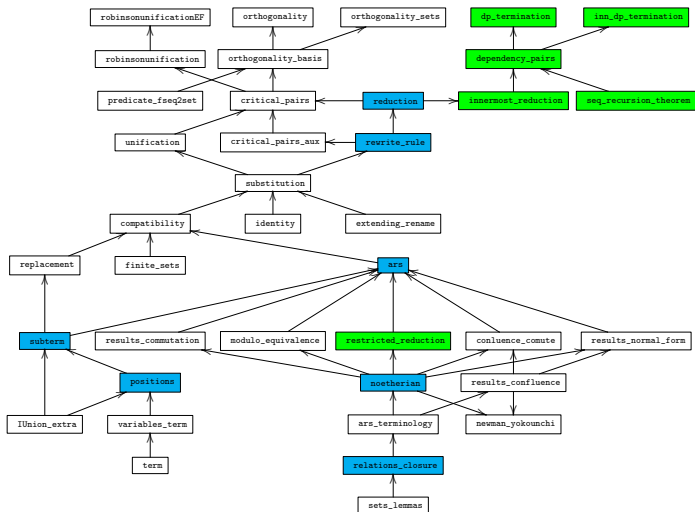 robinsonunificationEF
orthogonality
orthogonality_sets
dp_termination
inn_dp_termination
robinsonunification
orthogonality_basis
dependency_pairs
predicate_fseq2set
critical_pairs
reduction
innermost_reduction
seq_recursion_theorem
unification
critical_pairs_aux
rewrite_rule
substitution
compatibility
identity
extending_rename
replacement
finite_sets
ars
subterm
results_commutation
modulo_equivalence
restricted_reduction
conluence_comute
results_normal_form
positions
noetherian
results_confluence
IUnion_extra
variables_term
ars_terminology
newman_yokounchi
term
relations_closure
sets_lemmas